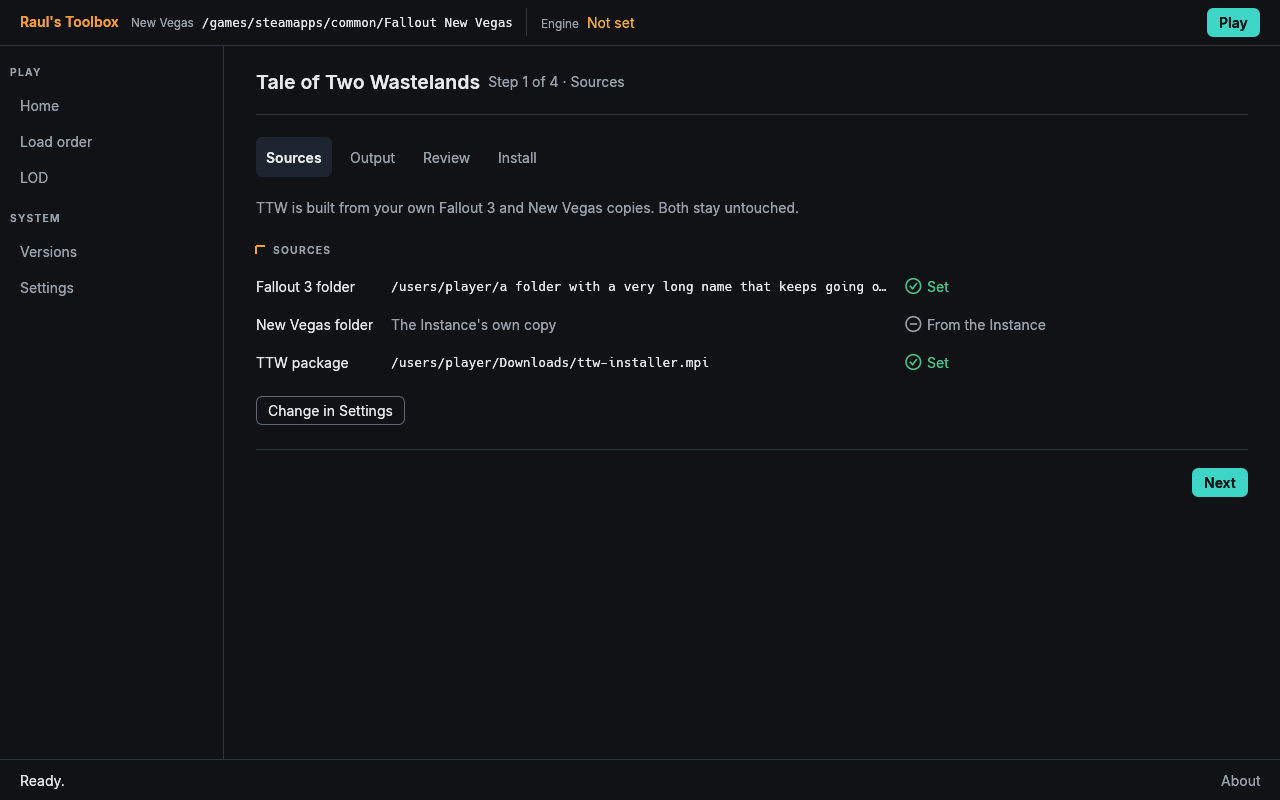 Raul's Toolbox New Vegas /games/steamapps/common/Fallout New Vegas Engine Not set Play
PLAY
Home
Load order
LOD
SYSTEM
Versions
Settings
Tale of Two Wastelands Step 1 of 4 · Sources
Sources Output Review Install
TTW is built from your own Fallout 3 and New Vegas copies. Both stay untouched.
SOURCES
Fallout 3 folder /users/player/a folder with a very long name that keeps going o… Set
New Vegas folder The Instance's own copy From the Instance
TTW package /users/player/Downloads/ttw-installer.mpi Set
Change in Settings
Next
Ready. About